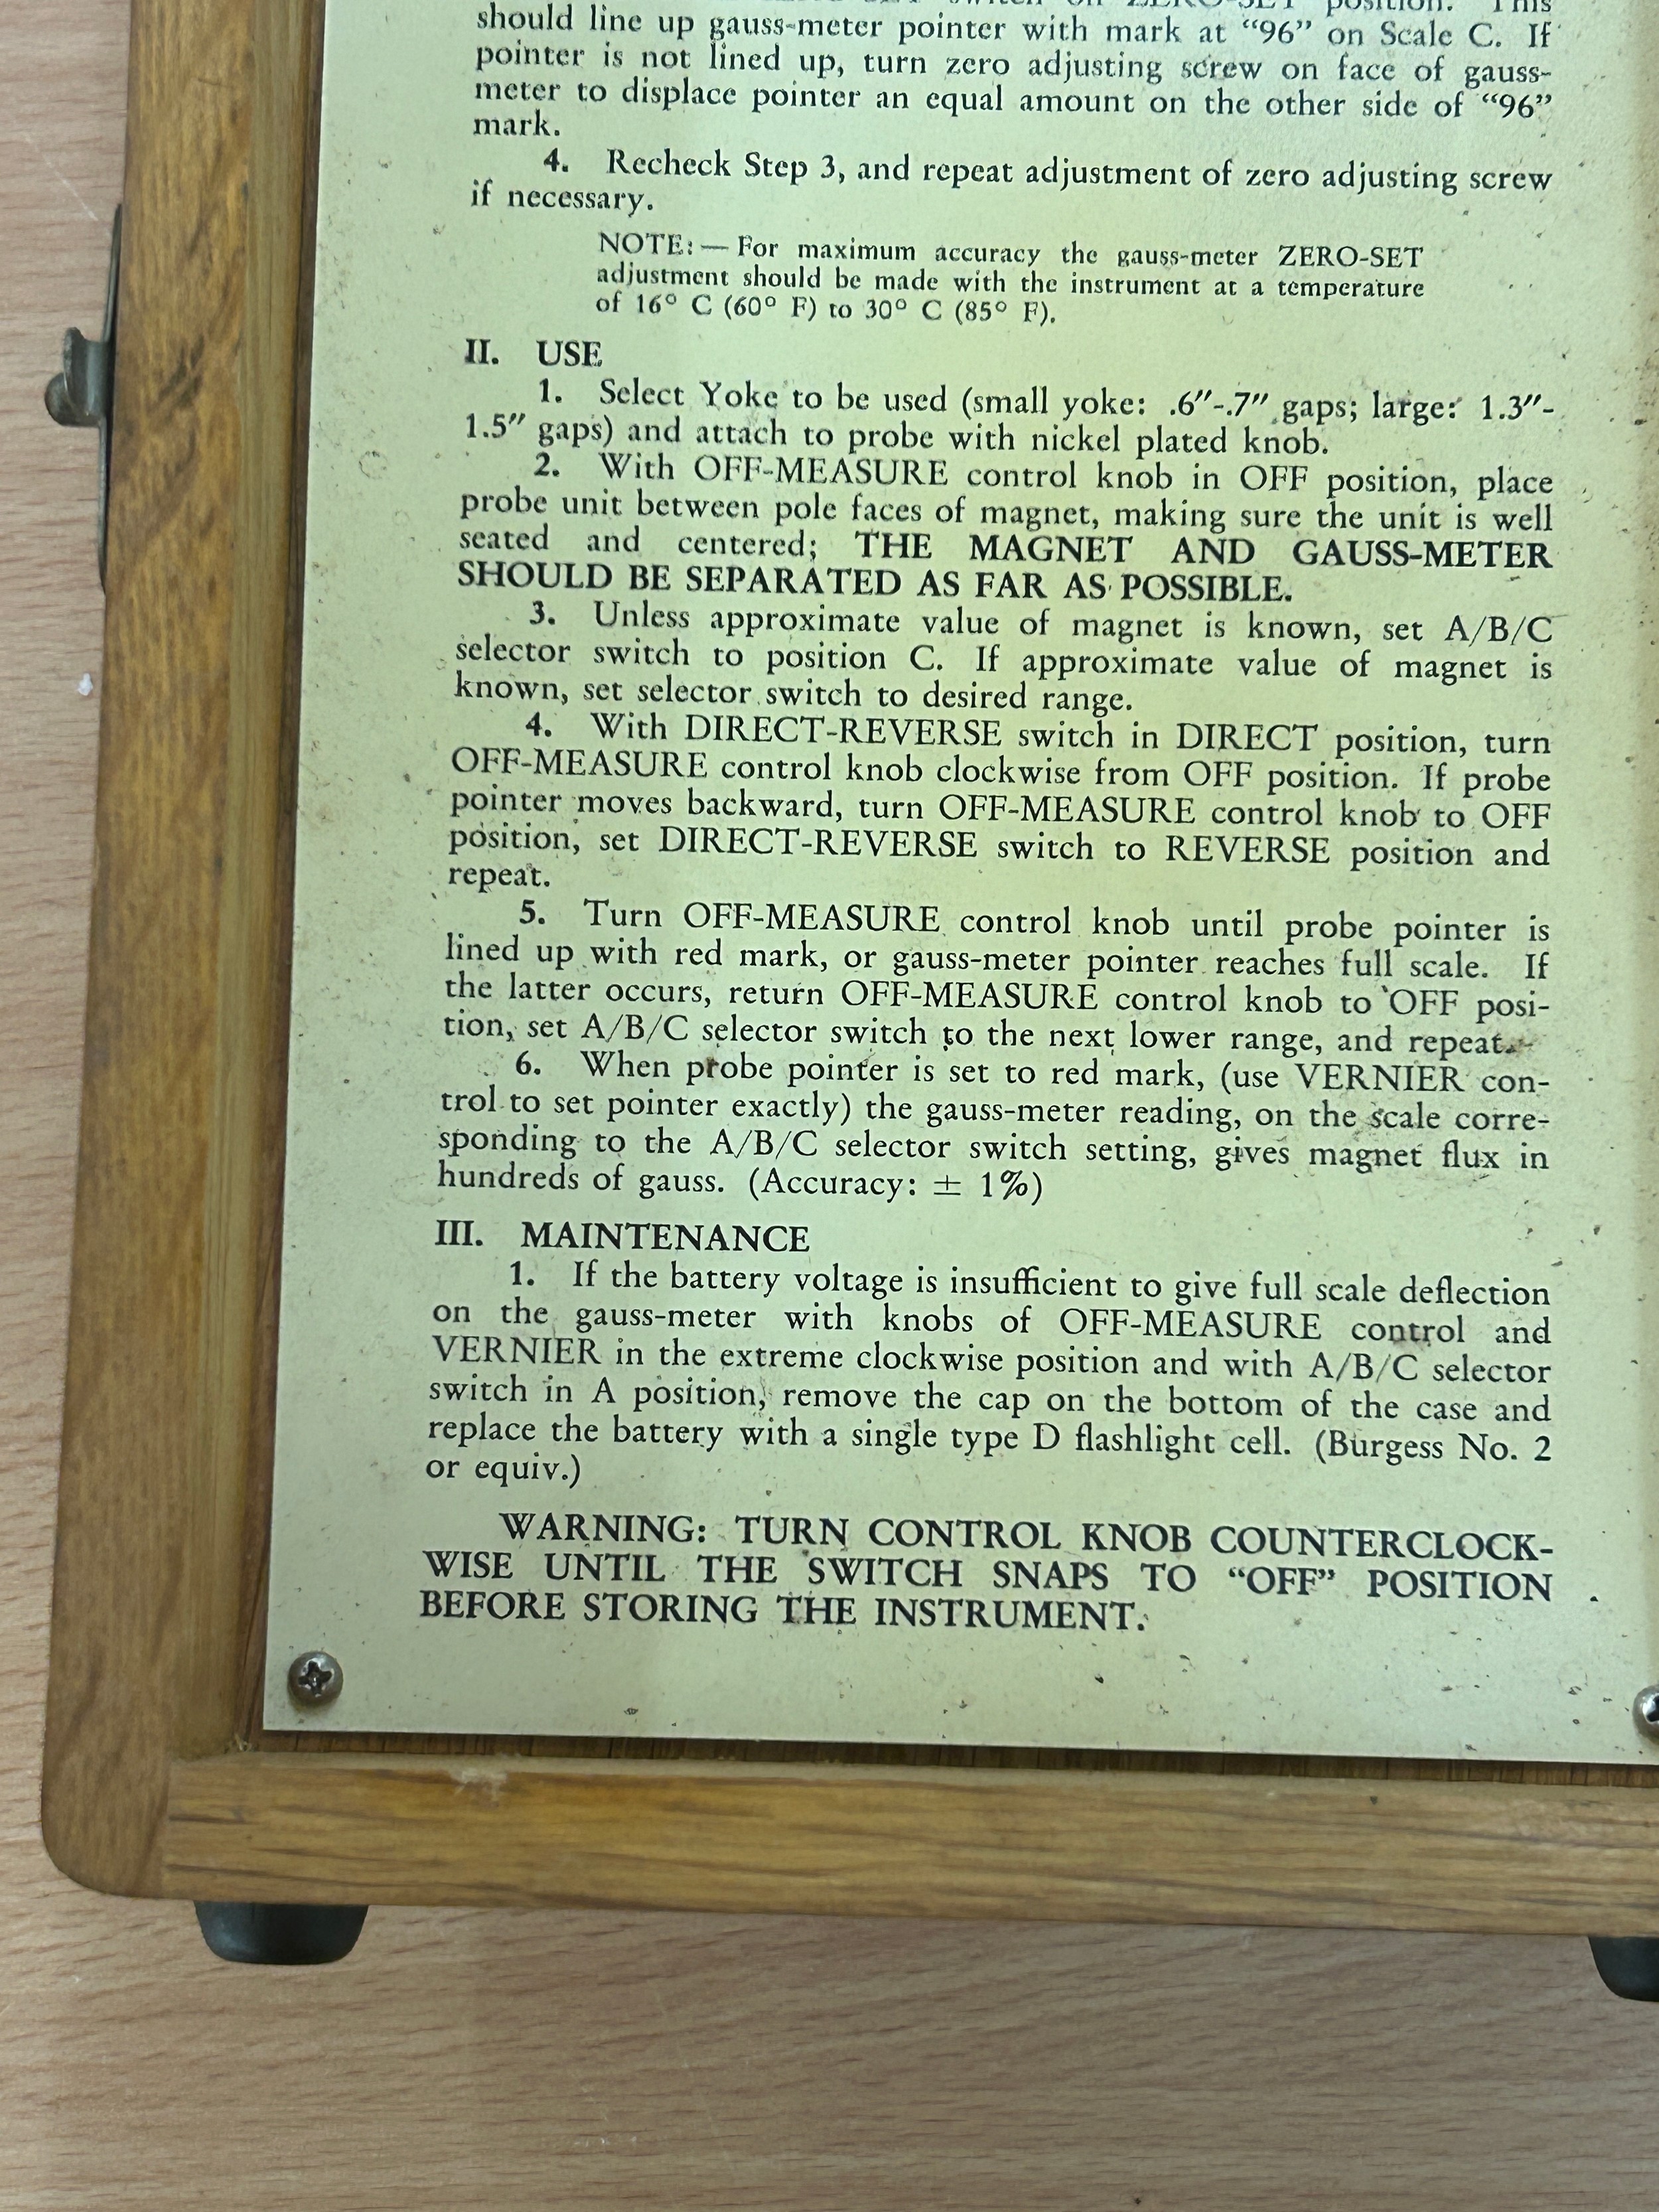 switch on ZERO-SET position. This
should line up gauss-meter pointer with mark at “96” on Scale C. If
pointer is not lined up, turn zero adjusting screw on face of gauss-
meter to displace pointer an equal amount on the other side of “96”
mark.
4. Recheck Step 3, and repeat adjustment of zero adjusting screw
if necessary.
NOTE:— For maximum accuracy the gauss-meter ZERO-SET
adjustment should be made with the instrument at a temperature
of 16° C (60° F) to 30° C (85° F).
II. USE
1. Select Yoke to be used (small yoke: .6″-.7″ gaps; large: 1.3″-
1.5″ gaps) and attach to probe with nickel plated knob.
2. With OFF-MEASURE control knob in OFF position, place
probe unit between pole faces of magnet, making sure the unit is well
seated and centered; THE MAGNET AND GAUSS-METER
SHOULD BE SEPARATED AS FAR AS POSSIBLE.
3. Unless approximate value of magnet is known, set A/B/C
selector switch to position C. If approximate value of magnet is
known, set selector switch to desired range.
4. With DIRECT-REVERSE switch in DIRECT position, turn
OFF-MEASURE control knob clockwise from OFF position. If probe
pointer moves backward, turn OFF-MEASURE control knob to OFF
position, set DIRECT-REVERSE switch to REVERSE position and
repeat.
5. Turn OFF-MEASURE control knob until probe pointer is
lined up with red mark, or gauss-meter pointer reaches full scale. If
the latter occurs, return OFF-MEASURE control knob to OFF posi-
tion, set A/B/C selector switch to the next lower range, and repeat.
6. When probe pointer is set to red mark, (use VERNIER con-
trol to set pointer exactly) the gauss-meter reading, on the scale corre-
sponding to the A/B/C selector switch setting, gives magnet flux in
hundreds of gauss. (Accuracy: ± 1%)
III. MAINTENANCE
1. If the battery voltage is insufficient to give full scale deflection
on the gauss-meter with knobs of OFF-MEASURE control and
VERNIER in the extreme clockwise position and with A/B/C selector
switch in A position, remove the cap on the bottom of the case and
replace the battery with a single type D flashlight cell. (Burgess No. 2
or equiv.)
WARNING: TURN CONTROL KNOB COUNTERCLOCK-
WISE UNTIL THE SWITCH SNAPS TO “OFF” POSITION
BEFORE STORING THE INSTRUMENT.